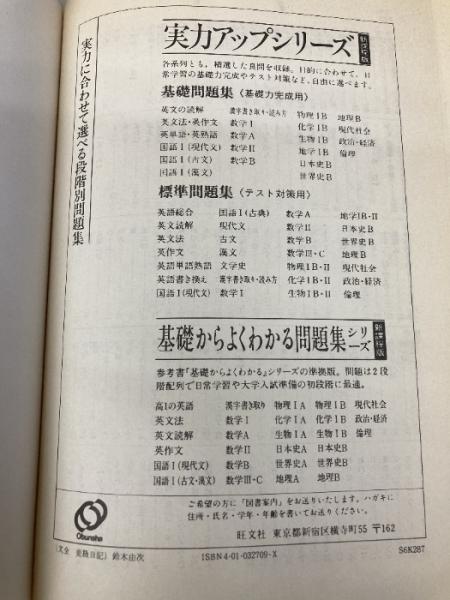 実力に合わせて選べる段階別問題集
実力アップシリーズ 新課程版
各系列とも、精選した良問を収録。目的に合わせて、日
常学習の基礎力完成やテスト対策など、自由に選べます。
基礎問題集〈基礎力完成用〉
英文の読解 漢字書き取り・読み方 物理ⅠB 地理B
英文法・英作文 数学Ⅰ 化学ⅠB 現代社会
英単語・英熟語 数学A 生物ⅠB 政治・経済
国語Ⅰ(現代文) 数学Ⅱ 地学ⅠB 倫理
国語Ⅰ(古文) 数学B 日本史B
国語Ⅰ(漢文) 世界史B
標準問題集〈テスト対策用〉
英語総合 国語Ⅰ(古典) 数学A 地学ⅠB・Ⅱ
英文読解 現代文 数学Ⅱ 日本史B
英文法 古文 数学B 世界史B
英作文 漢文 数学Ⅲ・C 地理B
英語単語熟語 文学史 物理ⅠB・Ⅱ 現代社会
英語書き換え 漢字書き取り・読み方 化学ⅠB・Ⅱ 政治・経済
国語Ⅰ(現代文) 数学Ⅰ 生物ⅠB・Ⅱ 倫理
基礎からよくわかる問題集シリーズ 新課程版
参考書「基礎からよくわかる」シリーズの準拠版。問題は2段
階配列で日常学習や大学入試準備の初段階に最適。
高1の英語 漢字書き取り 物理ⅠA 物理ⅠB 現代社会
英文法 数学Ⅰ 化学ⅠA 化学ⅠB 政治・経済
英文読解 数学A 生物ⅠA 生物ⅠB 倫理
英作文 数学Ⅱ 日本史A 日本史B
国語Ⅰ(現代文) 数学B 世界史A 世界史B
国語Ⅰ(古文・漢文) 数学Ⅲ・C 地理A 地理B
ご希望の方に「図書案内」をお送りいたします。ハガキに
住所・氏名・学年・年齢を書いてお送りください。
Obunsha
旺文社 東京都新宿区横寺町55 〒162
鈴木由次
ISBN4-01-032709-X
S6K287